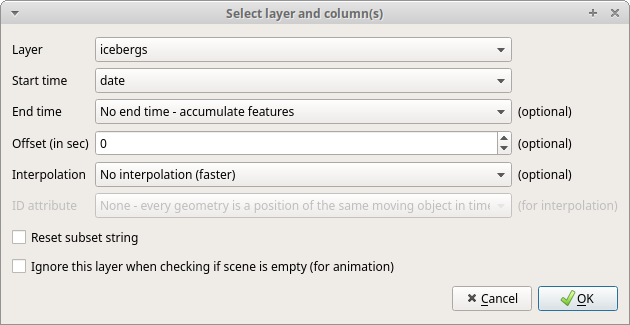 Select layer and column(s)
Layer icebergs
Start time date
End time No end time - accumulate features (optional)
Offset (in sec) 0 (optional)
Interpolation No interpolation (faster) (optional)
ID attribute None - every geometry is a position of the same moving object in time (for interpolation)
Reset subset string
Ignore this layer when checking if scene is empty (for animation)
Cancel OK